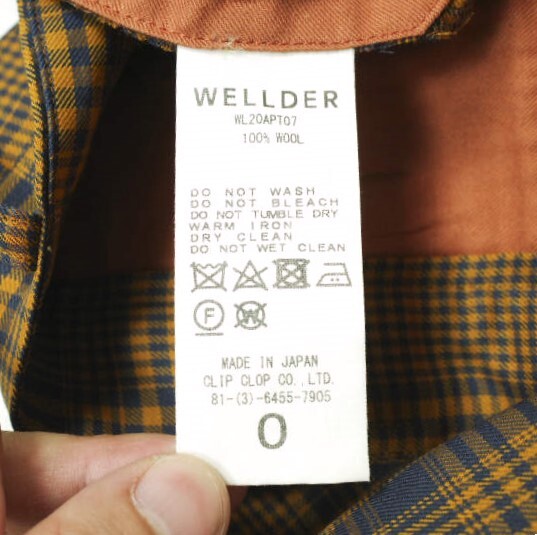 WELLDER
WL20APT07
100% WOOL
DO NOT WASH
DO NOT BLEACH
DO NOT TUMBLE DRY
WARM IRON
DRY CLEAN
DO NOT WET CLEAN
F W
MADE IN JAPAN
CLIP CLOP CO.,LTD.
81-(3)-6455-7905
0